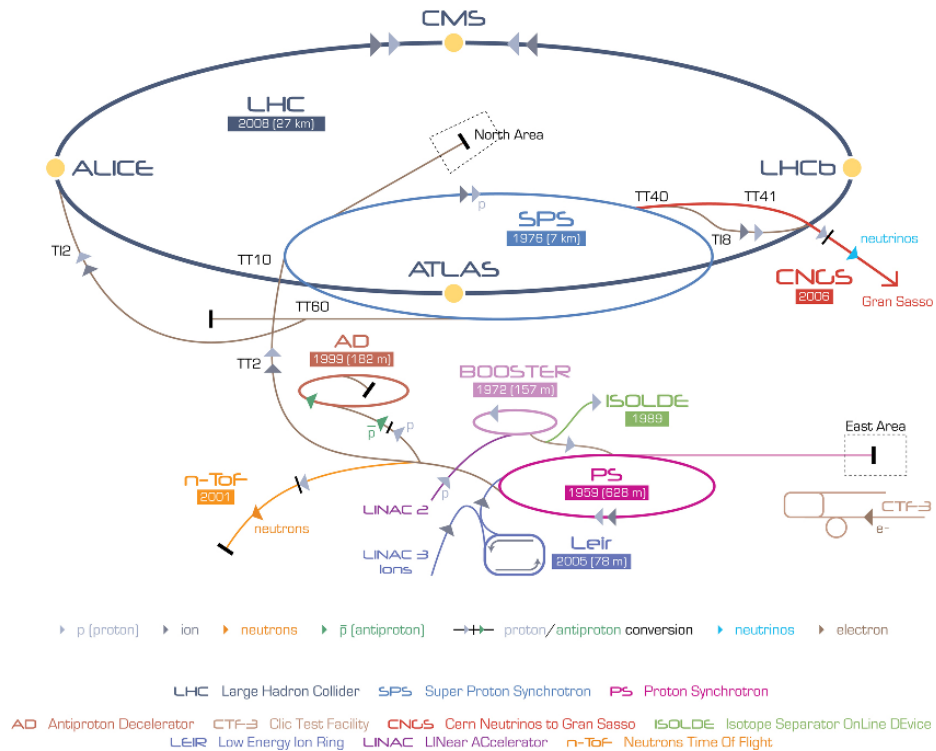 CMS
LHC
2008 (27 km)
North Area
ALICE
LHCb
TT40
TT41
p
SPS
1976 (7 km)
TI8
neutrinos
TI2
TT10
ATLAS
CNGS
2006
Gran Sasso
TT60
AD
1999 (182 m)
TT2
BOOSTER
1972 (157 m)
ISOLDE
1989
p̄
p
East Area
n-ToF
2001
PS
1959 (628 m)
p
LINAC 2
neutrons
CTF-3
e-
LINAC 3
Ions
Leir
2005 (78 m)
p (proton)
ion
neutrons
p̄ (antiproton)
proton/antiproton conversion
neutrinos
electron
LHC Large Hadron Collider SPS Super Proton Synchrotron PS Proton Synchrotron
AD Antiproton Decelerator CTF-3 Clic Test Facility CNGS Cern Neutrinos to Gran Sasso ISOLDE Isotope Separator OnLine DEvice
LEIR Low Energy Ion Ring LINAC LINear ACcelerator n-ToF Neutrons Time Of Flight